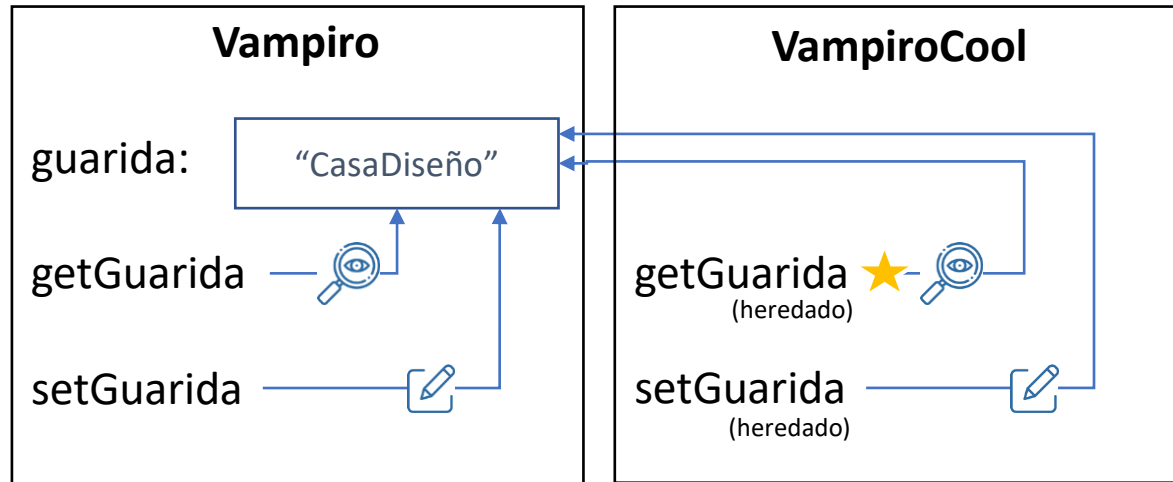 Vampiro
guarida:
“CasaDiseño”
getGuarida
setGuarida
VampiroCool
getGuarida
(heredado)
setGuarida
(heredado)